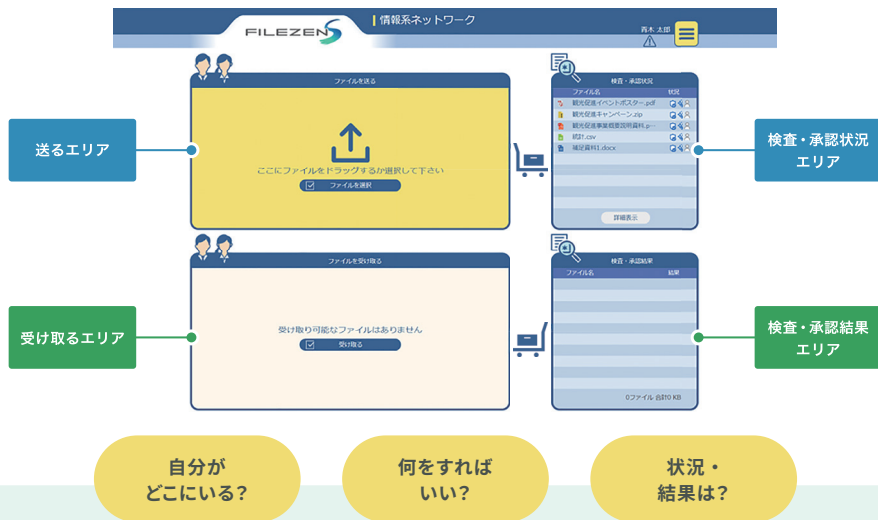 FILEZEN S
情報系ネットワーク
青木 太郎
ファイルを送る
ここにファイルをドラッグするか選択して下さい
ファイルを選択
検査・承認状況
ファイル名 状況
観光促進イベントポスター.pdf
観光促進キャンペーン.zip
観光促進事業概要説明資料.p…
統計.csv
補足資料1.docx
詳細表示
送るエリア
検査・承認状況
エリア
ファイルを受け取る
受け取り可能なファイルはありません
受け取る
検査・承認結果
ファイル名 結果
0ファイル 合計0 KB
受け取るエリア
検査・承認結果
エリア
自分が
どこにいる?
何をすれば
いい?
状況・
結果は?